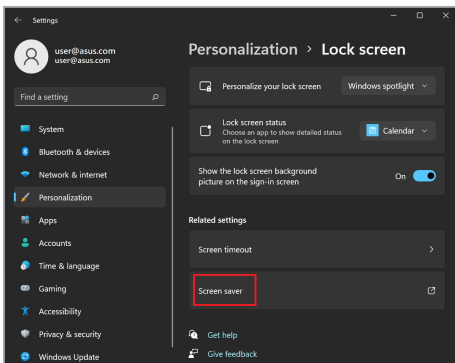 Settings
user@asus.com
user@asus.com
Find a setting
System
Bluetooth & devices
Network & internet
Personalization
Apps
Accounts
Time & language
Gaming
Accessibility
Privacy & security
Windows Update
Personalization > Lock screen
Personalize your lock screen
Windows spotlight
Lock screen status
Choose an app to show detailed status
on the lock screen
Calendar
Show the lock screen background
picture on the sign-in screen
On
Related settings
Screen timeout
Screen saver
Get help
Give feedback